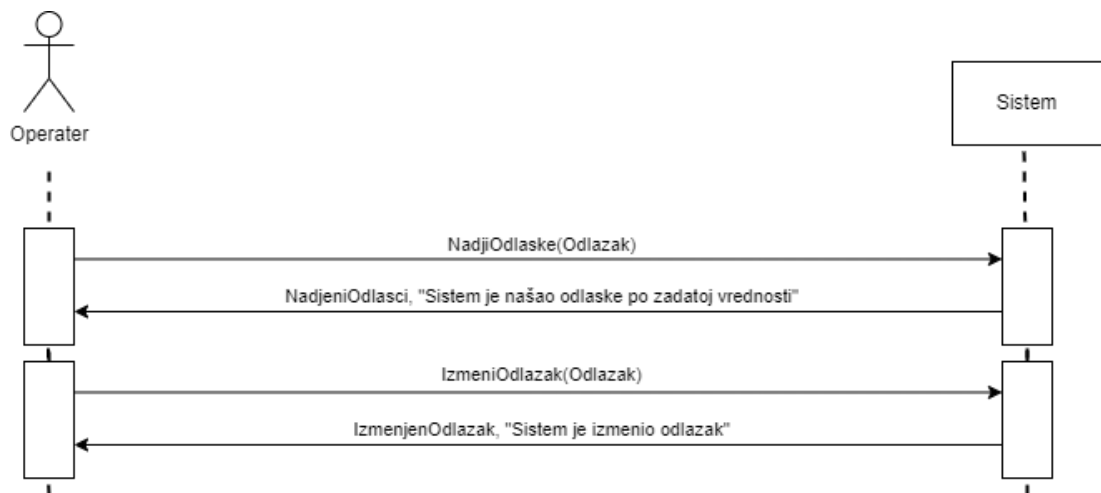 Operater
Sistem
NadjiOdlaske(Odlazak)
NadjeniOdlasci, "Sistem je našao odlaske po zadatoj vrednosti"
IzmeniOdlazak(Odlazak)
IzmenjenOdlazak, "Sistem je izmenio odlazak"